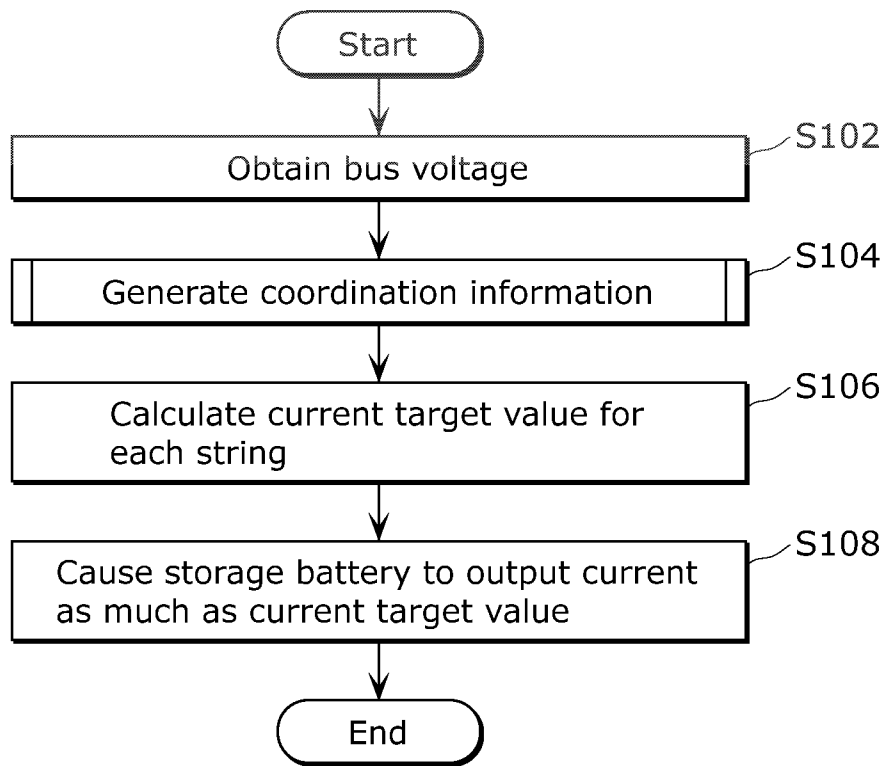 Start
S102
Obtain bus voltage
S104
Generate coordination information
S106
Calculate current target value for
each string
S108
Cause storage battery to output current
as much as current target value
End